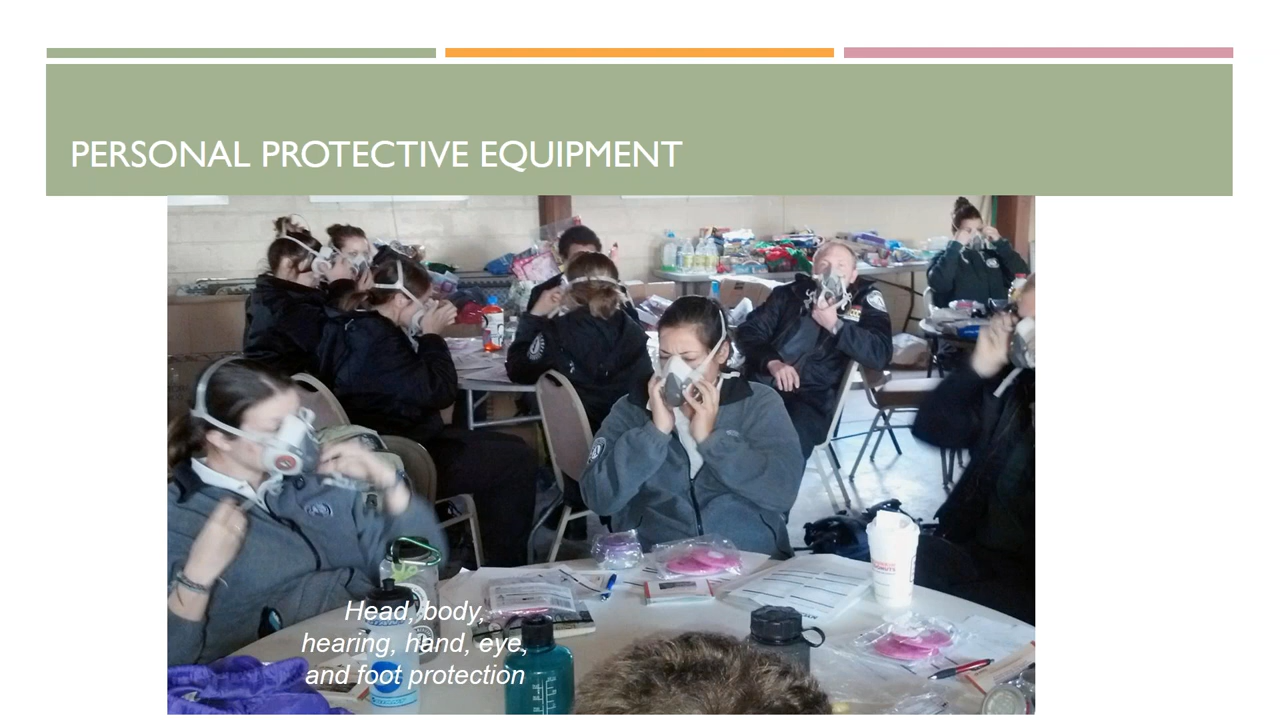 PERSONAL PROTECTIVE EQUIPMENT
Head, body,
hearing, hand, eye,
and foot protection